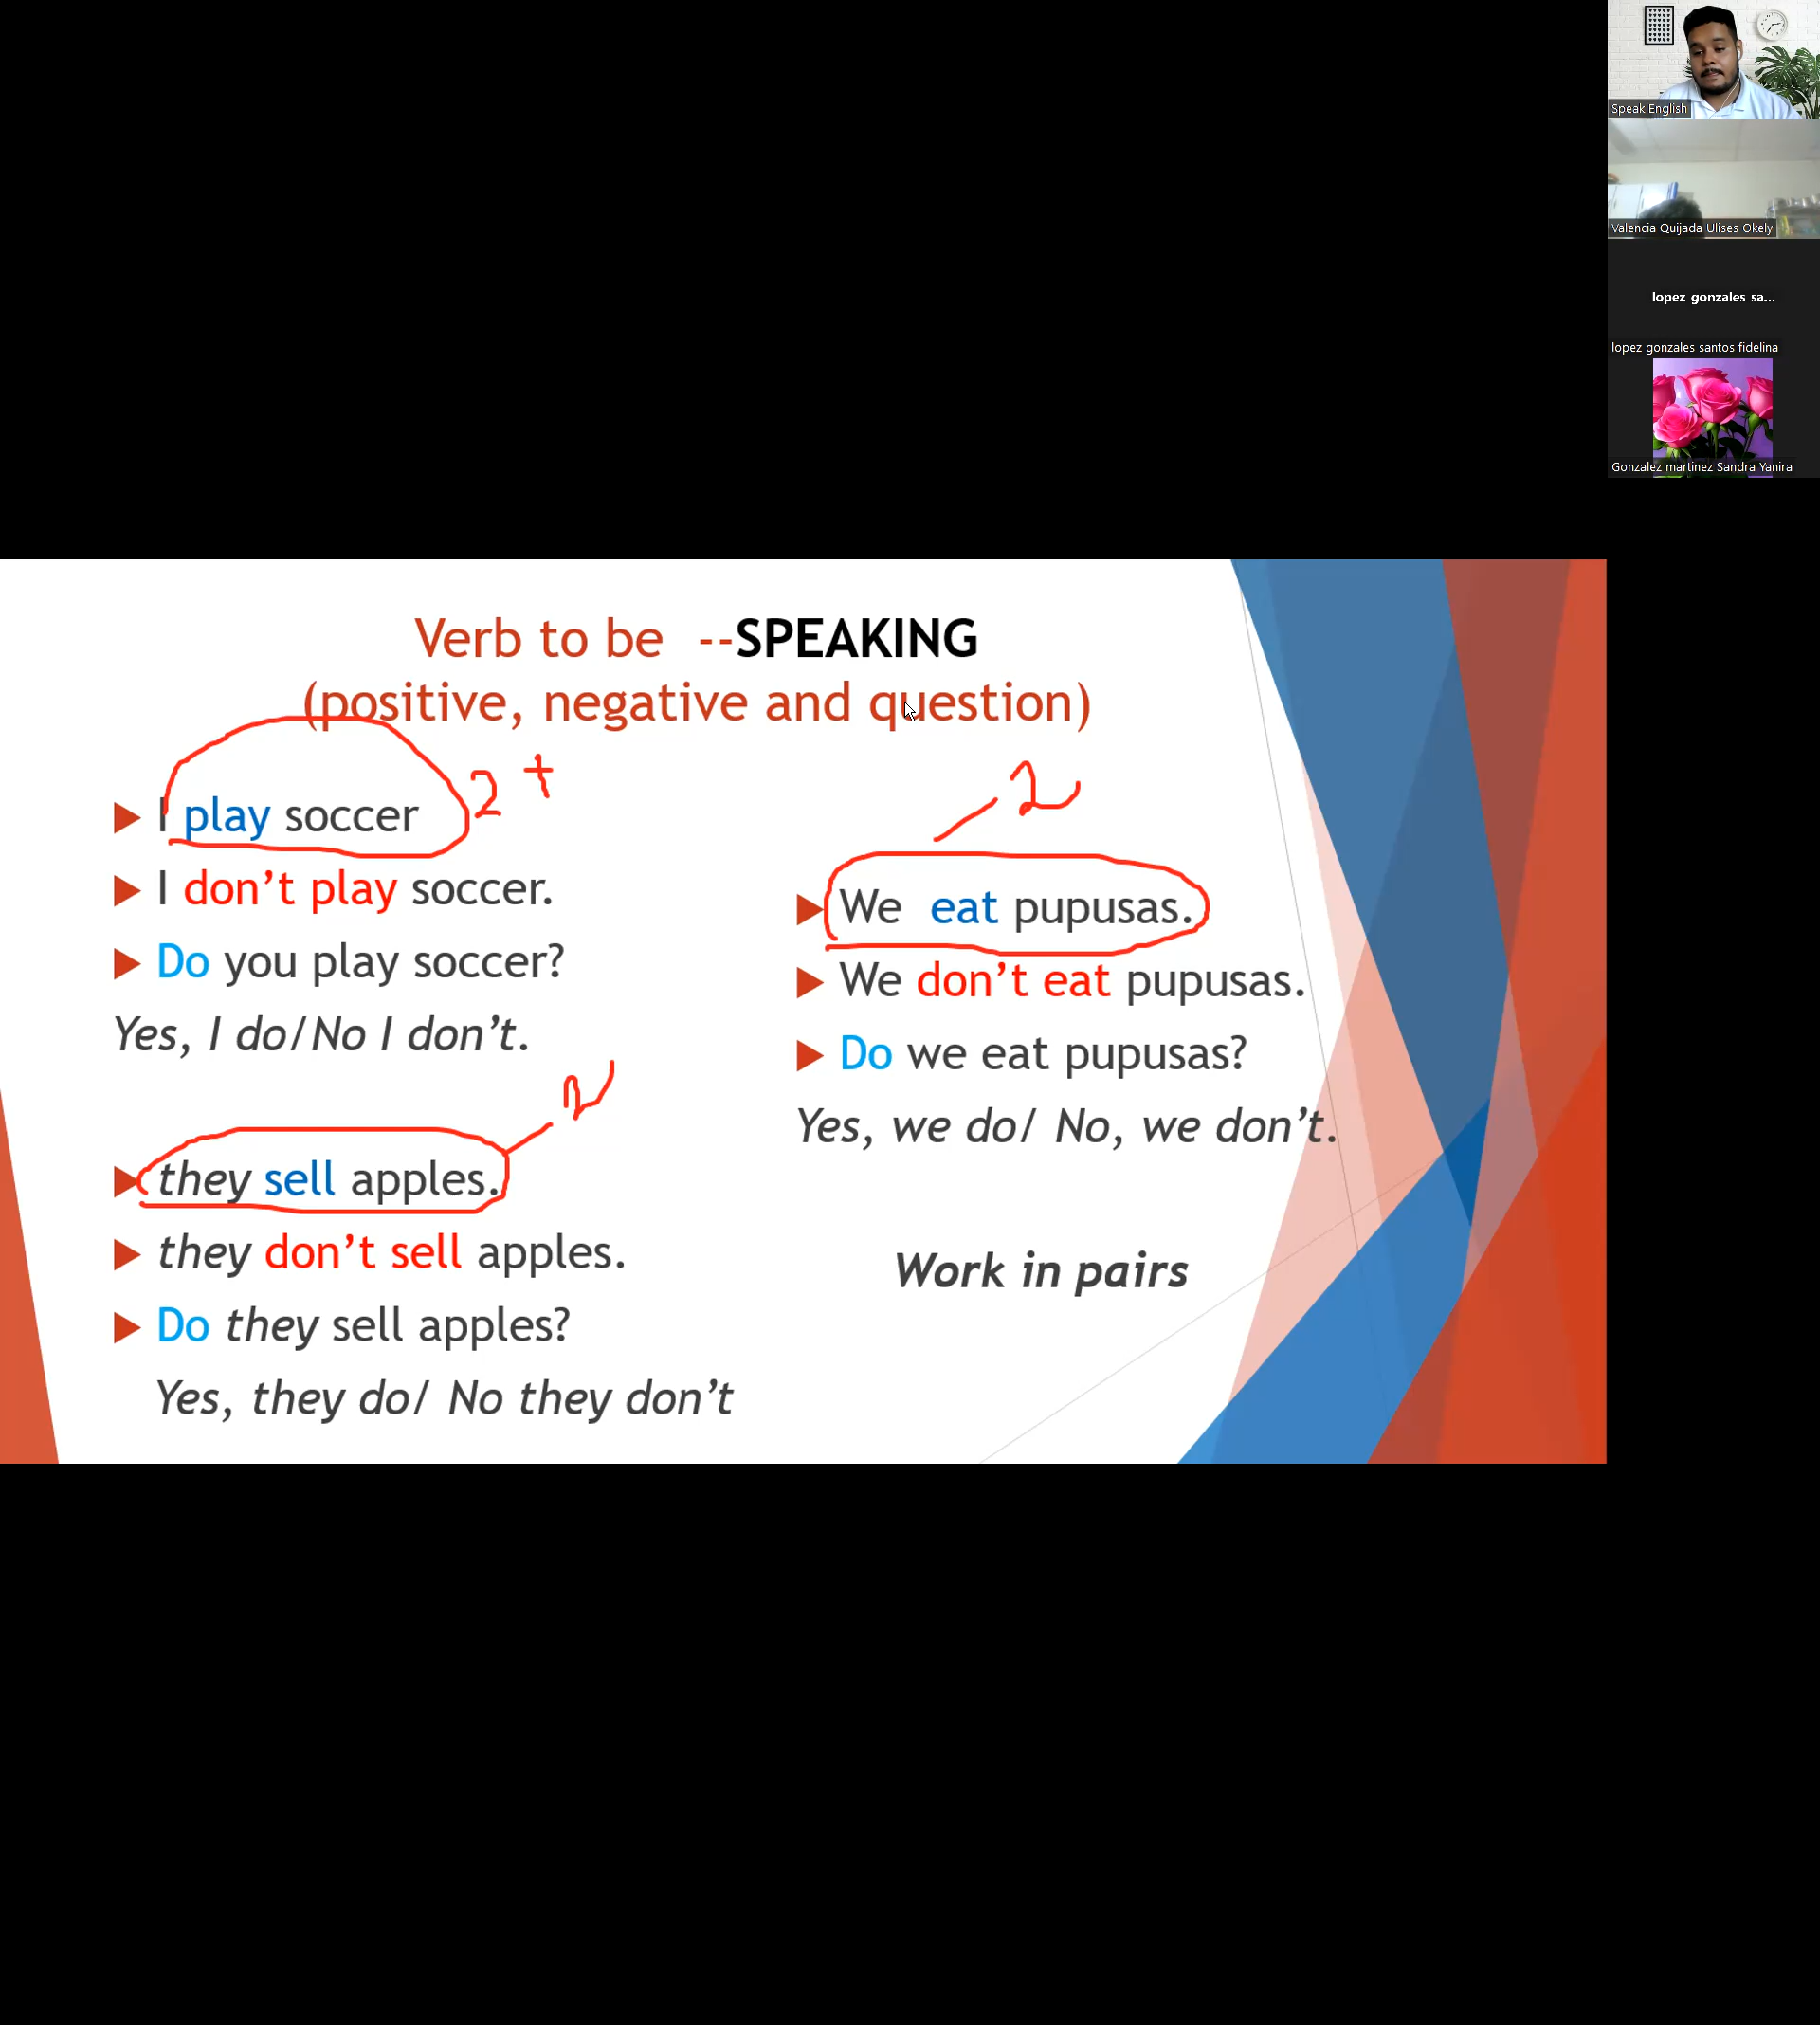 Speak English
Valencia Quijada Ulises Okely
lopez gonzales sa...
lopez gonzales santos fidelina
Gonzalez martinez Sandra Yanira
Verb to be --SPEAKING
(positive, negative and question)
I play soccer
2 +
I don't play soccer.
Do you play soccer?
Yes, I do/No I don't.
they sell apples.
2
they don't sell apples.
Do they sell apples?
Yes, they do/ No they don't
2
We eat pupusas.
We don't eat pupusas.
Do we eat pupusas?
Yes, we do/ No, we don't.
Work in pairs